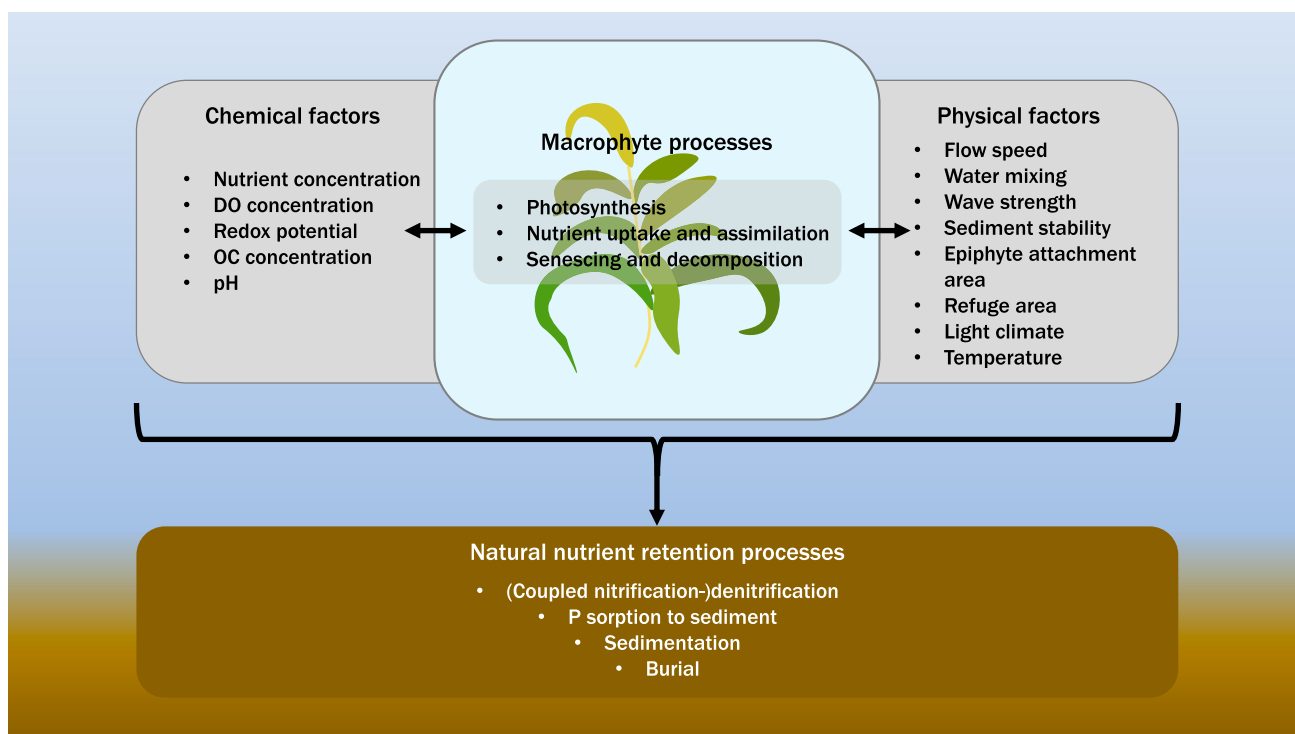 Chemical factors
• Nutrient concentration
• DO concentration
• Redox potential
• OC concentration
• pH
Macrophyte processes
• Photosynthesis
• Nutrient uptake and assimilation
• Senescing and decomposition
Physical factors
• Flow speed
• Water mixing
• Wave strength
• Sediment stability
• Epiphyte attachment
area
• Refuge area
• Light climate
• Temperature
Natural nutrient retention processes
• (Coupled nitrification-)denitrification
• P sorption to sediment
• Sedimentation
• Burial